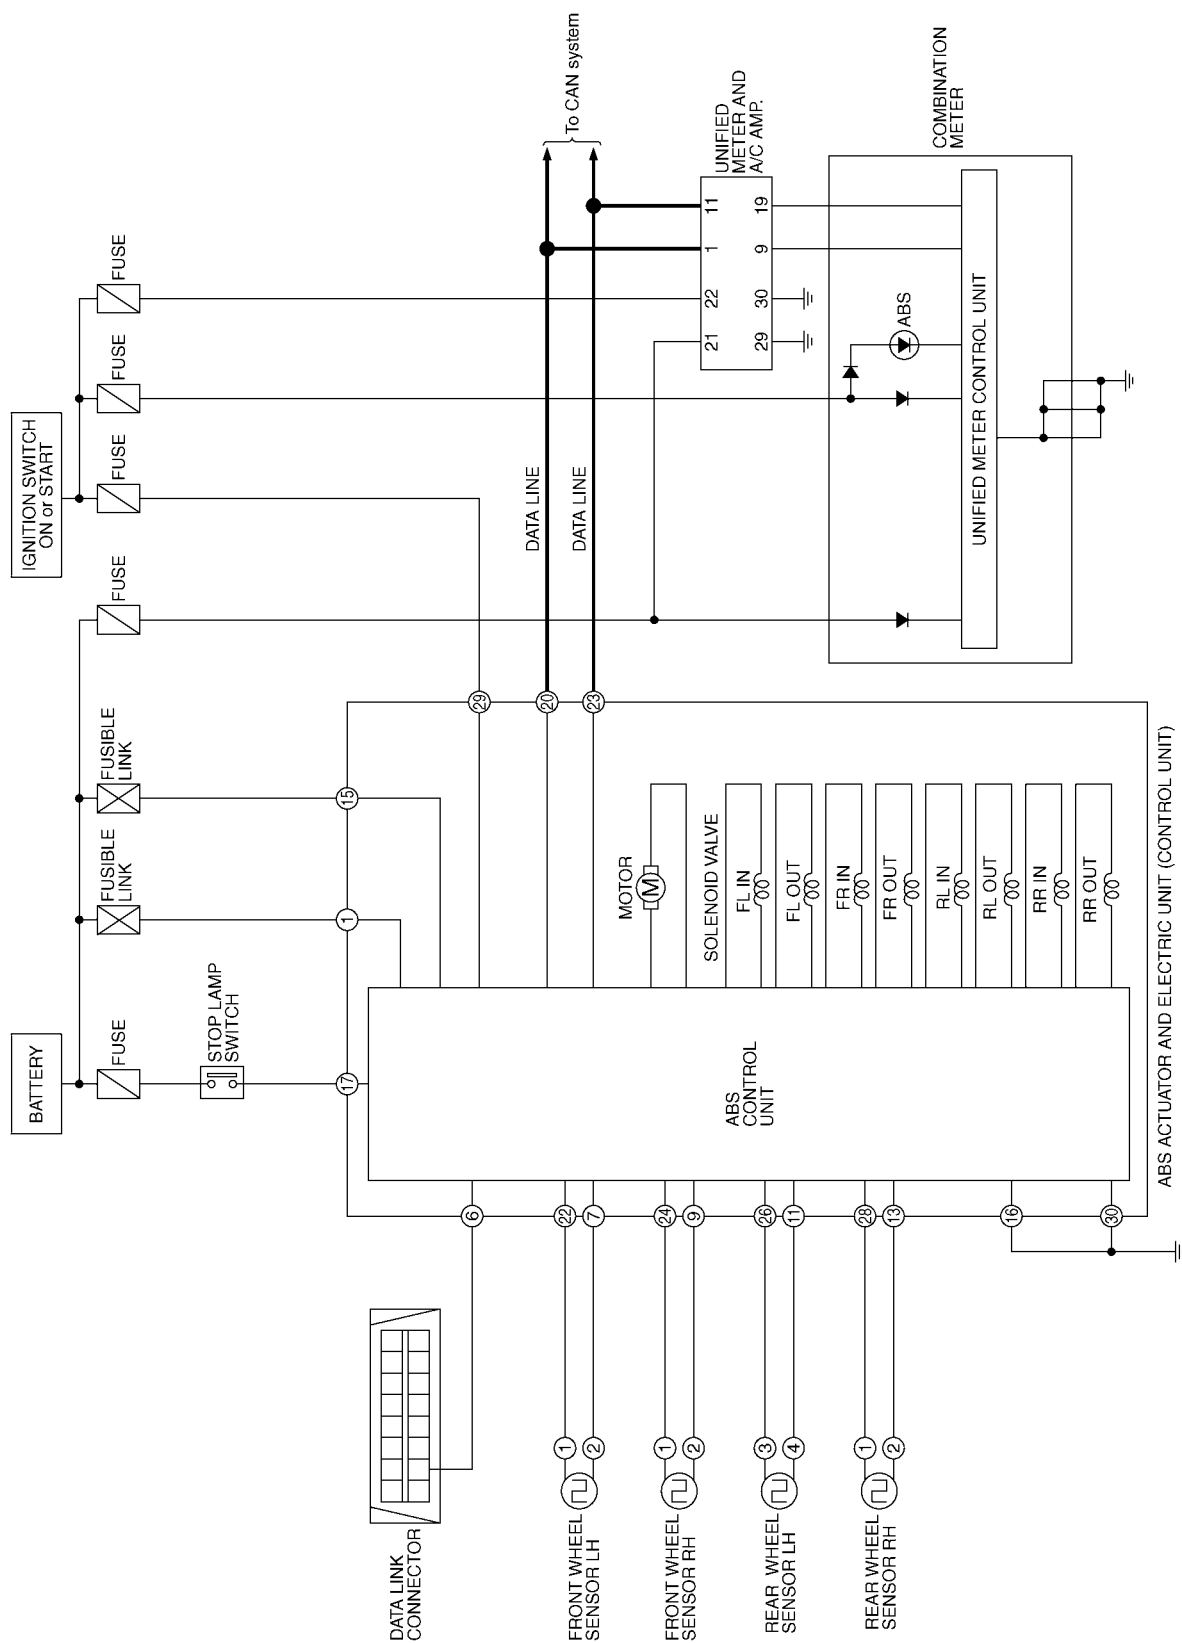 BATTERY
IGNITION SWITCH
ON or START
FUSE
FUSIBLE
LINK
FUSIBLE
LINK
FUSE
FUSE
FUSE
FUSE
STOP LAMP
SWITCH
17
1
15
DATA LINK
CONNECTOR
6
29
DATA LINE
20
To CAN system
DATA LINE
23
FRONT WHEEL
SENSOR LH
1
22
2
7
MOTOR
M
FRONT WHEEL
SENSOR RH
1
24
2
9
SOLENOID VALVE
ABS
CONTROL
UNIT
FL IN
FL OUT
FR IN
FR OUT
RL IN
RL OUT
RR IN
RR OUT
UNIFIED
METER AND
A/C AMP.
21
22
1
11
29
30
9
19
REAR WHEEL
SENSOR LH
3
26
4
11
REAR WHEEL
SENSOR RH
1
28
2
13
16
30
ABS
COMBINATION
METER
UNIFIED METER CONTROL UNIT
ABS ACTUATOR AND ELECTRIC UNIT (CONTROL UNIT)